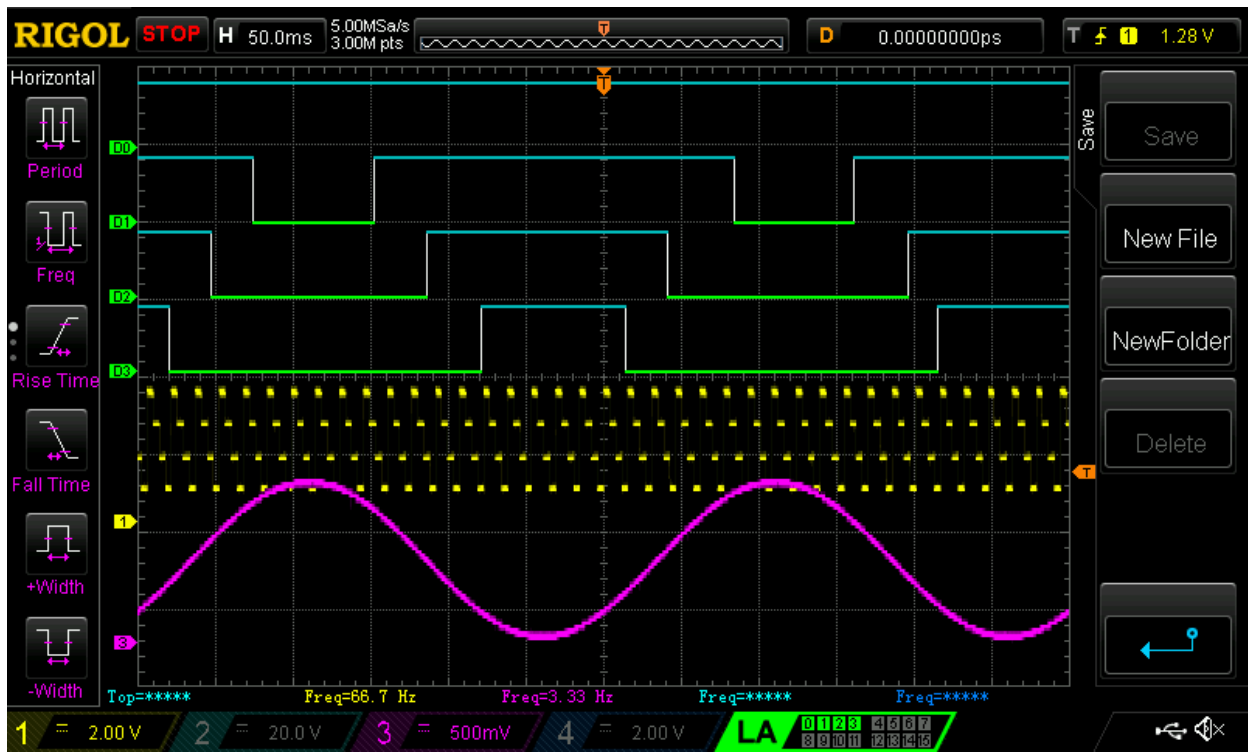 RIGOL STOP H 50.0ms 5.00MSa/s 3.00M pts D 0.00000000ps T 1 1.28 V
Horizontal
Period
Freq
Rise Time
Fall Time
+Width
-Width
T
D0
D1
D2
D3
1
3
T
Save
Save
New File
NewFolder
Delete
Top=***** Freq=66.7 Hz Freq=3.33 Hz Freq=***** Freq=*****
1 = 2.00 V 2 = 20.0 V 3 = 500mV 4 = 2.00 V LA 0 1 2 3 4 5 6 7
8 9 10 11 12 13 14 15